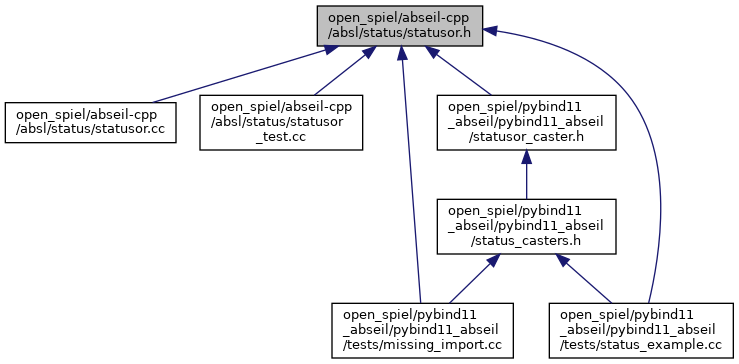 open_spiel/abseil-cpp
/absl/status/statusor.h
open_spiel/abseil-cpp
/absl/status/statusor.cc
open_spiel/abseil-cpp
/absl/status/statusor
_test.cc
open_spiel/pybind11
_abseil/pybind11_abseil
/statusor_caster.h
open_spiel/pybind11
_abseil/pybind11_abseil
/status_casters.h
open_spiel/pybind11
_abseil/pybind11_abseil
/tests/missing_import.cc
open_spiel/pybind11
_abseil/pybind11_abseil
/tests/status_example.cc